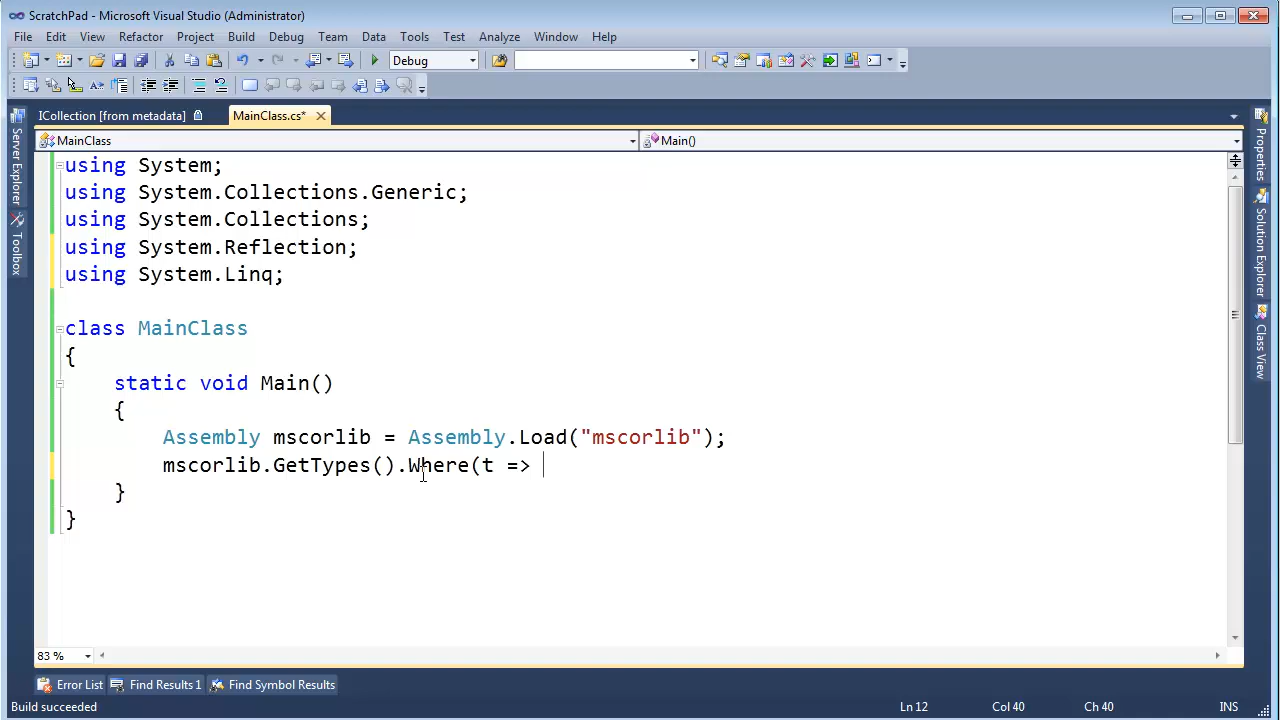 ScratchPad - Microsoft Visual Studio (Administrator)
File Edit View Refactor Project Build Debug Team Data Tools Test Analyze Window Help
Debug
ICollection [from metadata] MainClass.cs*
MainClass Main()
Server Explorer
Toolbox
Properties
Solution Explorer
Class View
using System;
using System.Collections.Generic;
using System.Collections;
using System.Reflection;
using System.Linq;
class MainClass
{
static void Main()
{
Assembly mscorlib = Assembly.Load("mscorlib");
mscorlib.GetTypes().Where(t =>
}
}
83 %
Error List Find Results 1 Find Symbol Results
Build succeeded Ln 12 Col 40 Ch 40 INS